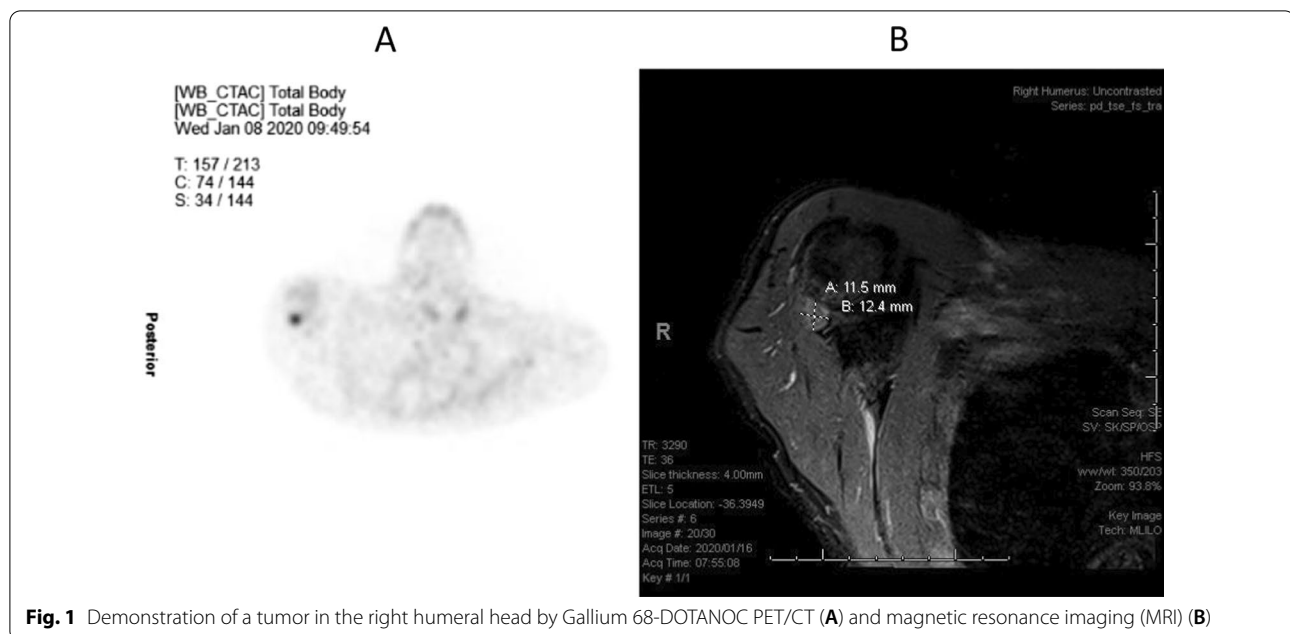 A
B
[WB_CTAC] Total Body
[WB_CTAC] Total Body
Wed Jan 08 2020 09:49:54
T: 157 / 213
C: 74 / 144
S: 34 / 144
Posterior
Right Humerus: Uncontrasted
Series: pd_tse_fs_tra
A: 11.5 mm
B: 12.4 mm
R
Scan Seq: SE
SV: SK/SP/OSP
HFS
ww/wl: 350/203
Zoom: 93.8%
Key Image
Tech: MLILO
TR: 3290
TE: 36
Slice thickness: 4.00mm
ETL: 5
Slice Location: -36.3949
Series #: 6
Image #: 20/30
Acq Date: 2020/01/16
Acq Time: 07:55:08
Key # 1/1
Fig. 1 Demonstration of a tumor in the right humeral head by Gallium 68-DOTANOC PET/CT (A) and magnetic resonance imaging (MRI) (B)